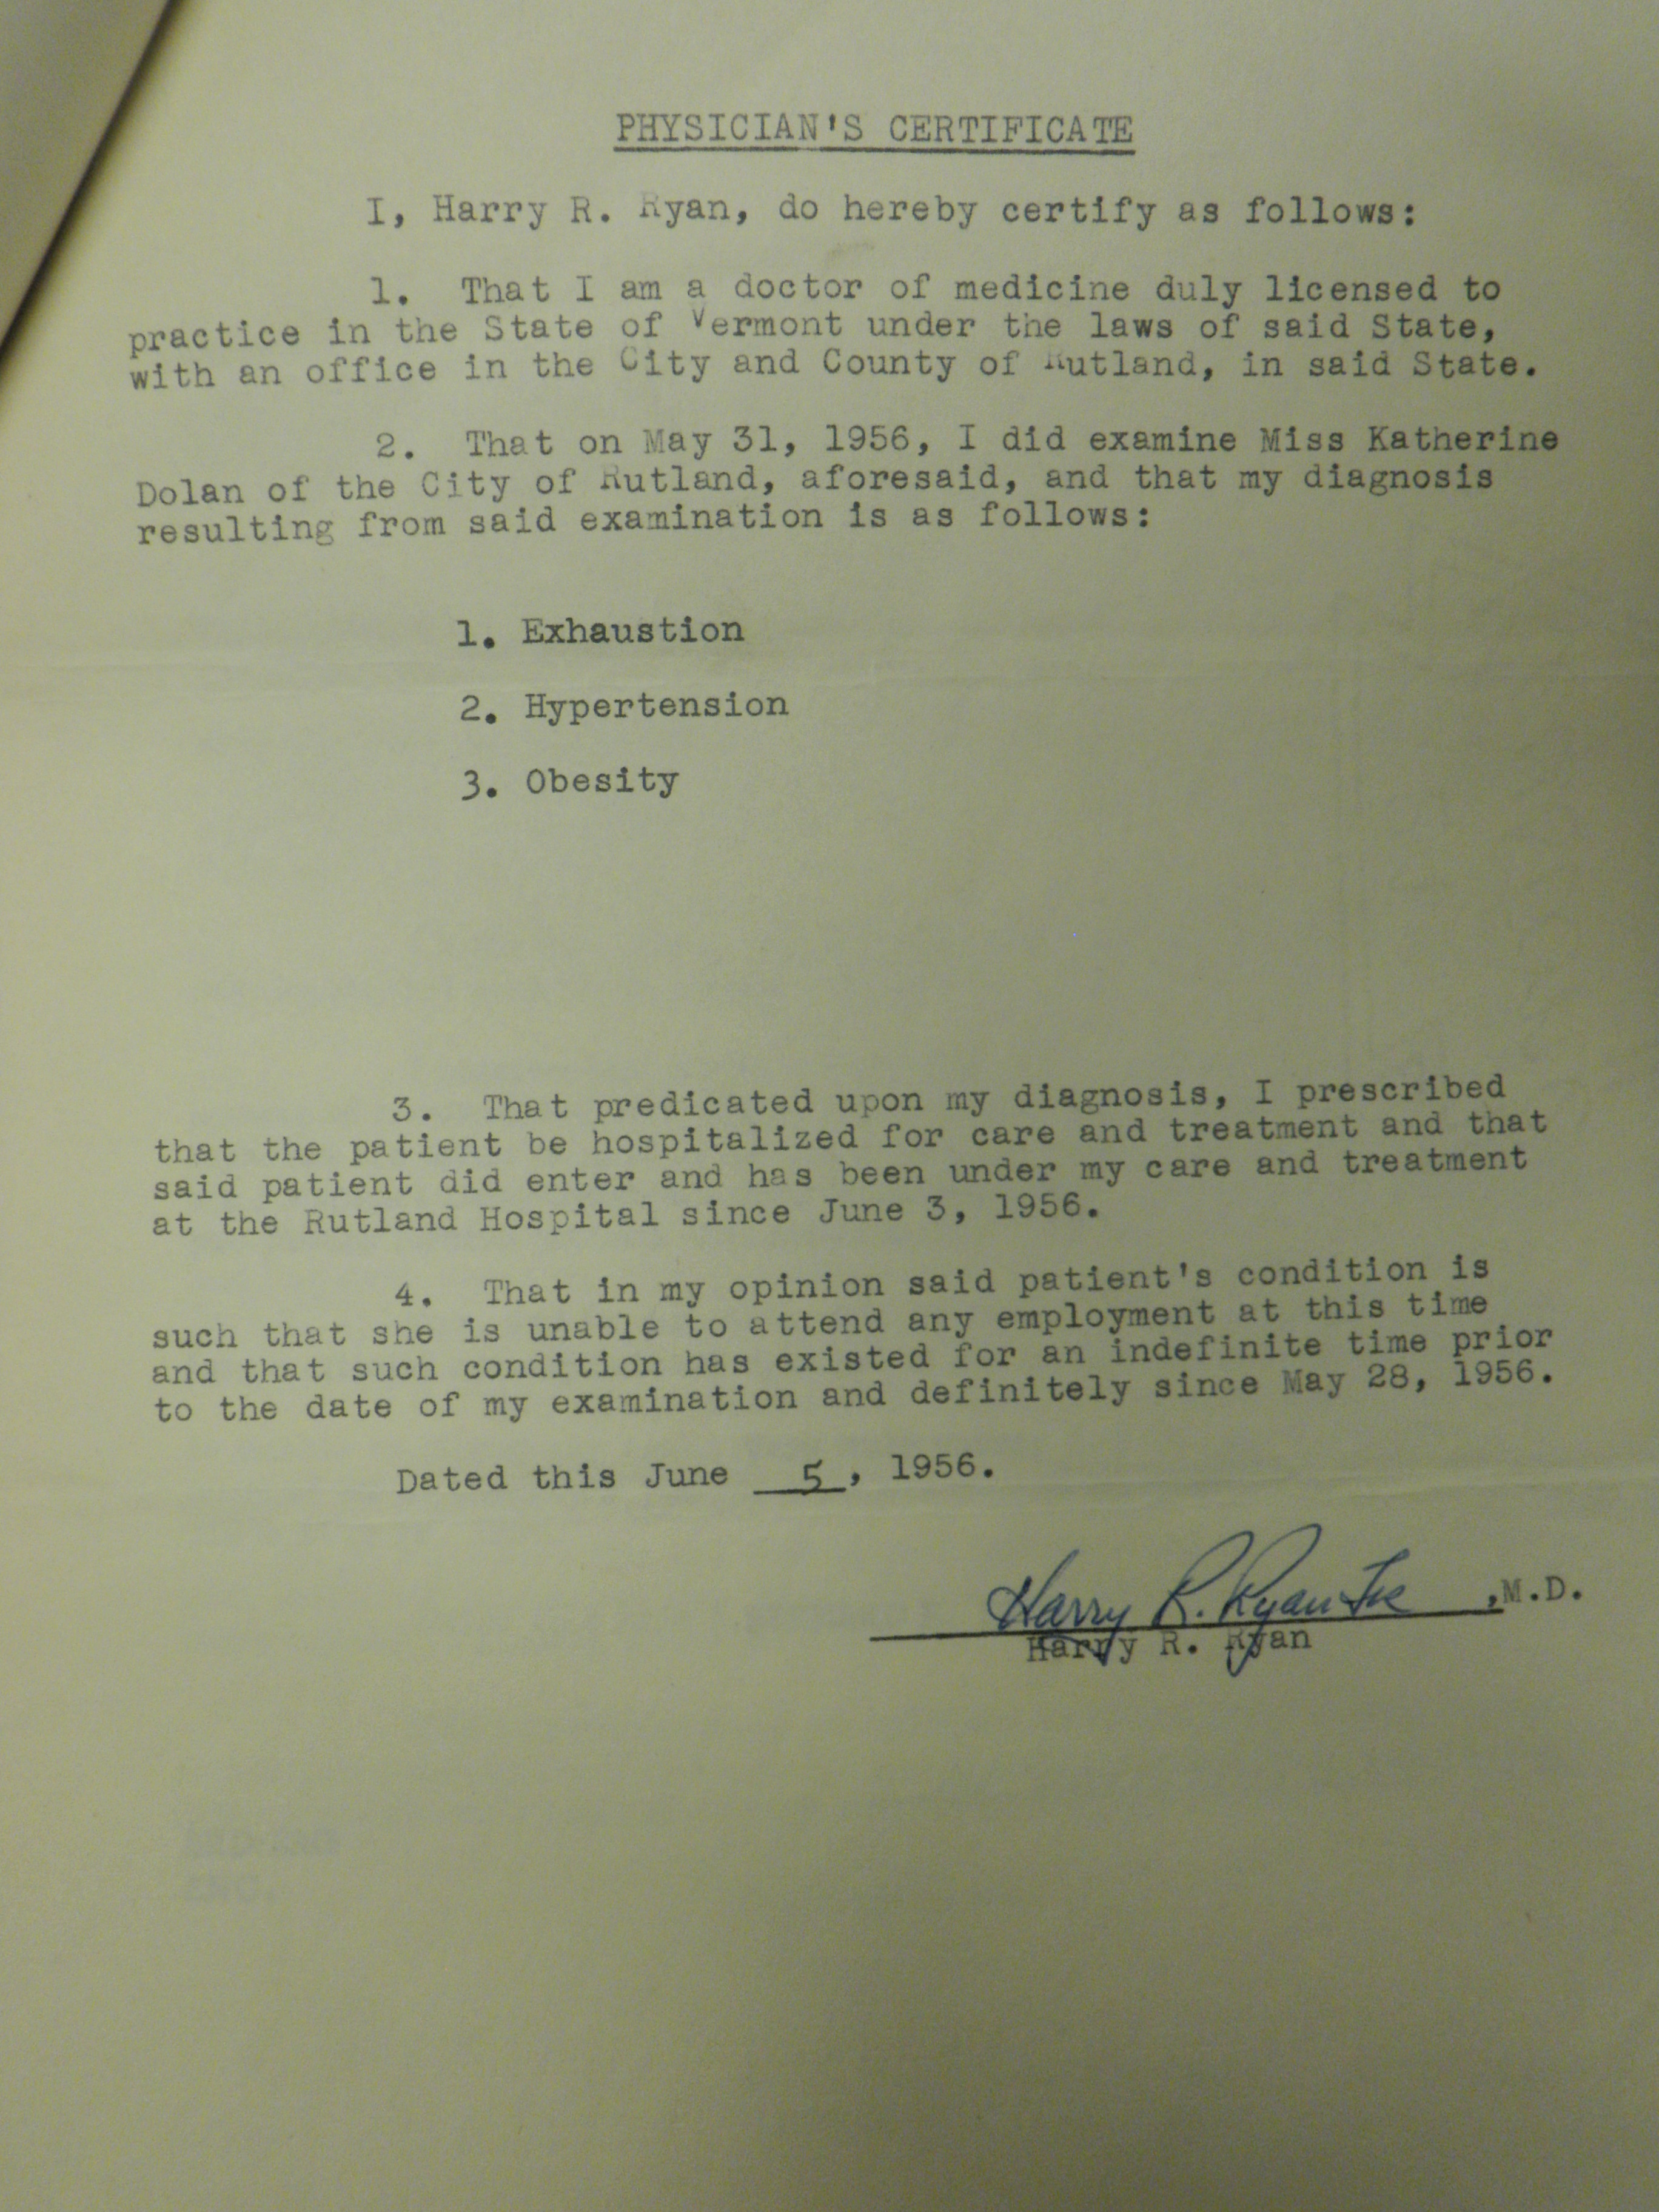 PHYSICIAN'S CERTIFICATE
I, Harry R. Ryan, do hereby certify as follows:
1. That I am a doctor of medicine duly licensed to
practice in the State of Vermont under the laws of said State,
with an office in the City and County of Rutland, in said State.
2. That on May 31, 1956, I did examine Miss Katherine
Dolan of the City of Rutland, aforesaid, and that my diagnosis
resulting from said examination is as follows:
1. Exhaustion
2. Hypertension
3. Obesity
3. That predicated upon my diagnosis, I prescribed
that the patient be hospitalized for care and treatment and that
said patient did enter and has been under my care and treatment
at the Rutland Hospital since June 3, 1956.
4. That in my opinion said patient's condition is
such that she is unable to attend any employment at this time
and that such condition has existed for an indefinite time prior
to the date of my examination and definitely since May 28, 1956.
Dated this June 5, 1956.
Harry R. Ryan ,M.D.
Harry R. Ryan